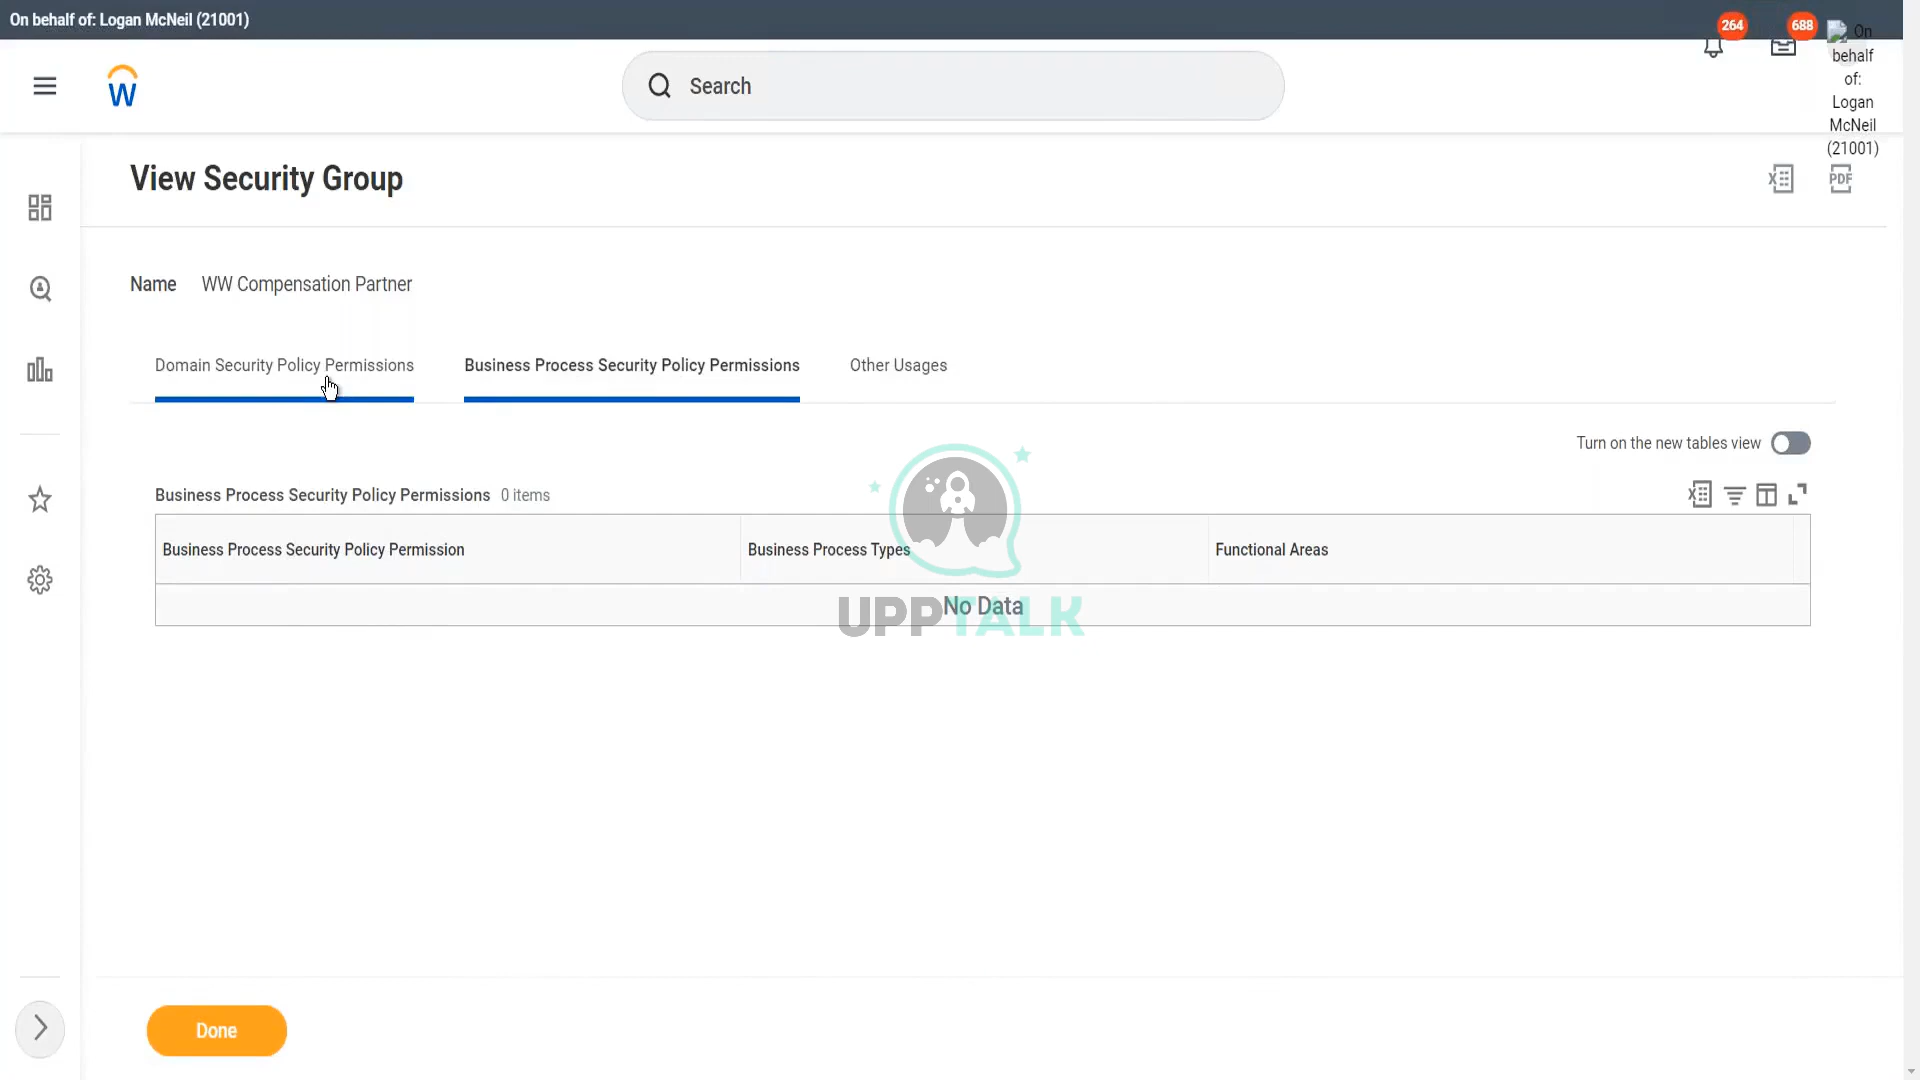 On behalf of: Logan McNeil (21001)
264
688
On
behalf
of:
Logan
McNeil
(21001)
W
Search
View Security Group
X
PDF
Name WW Compensation Partner
Domain Security Policy Permissions Business Process Security Policy Permissions Other Usages
Turn on the new tables view
Business Process Security Policy Permissions 0 items
X
Business Process Security Policy Permission Business Process Types Functional Areas
No Data
UPPTALK
Done